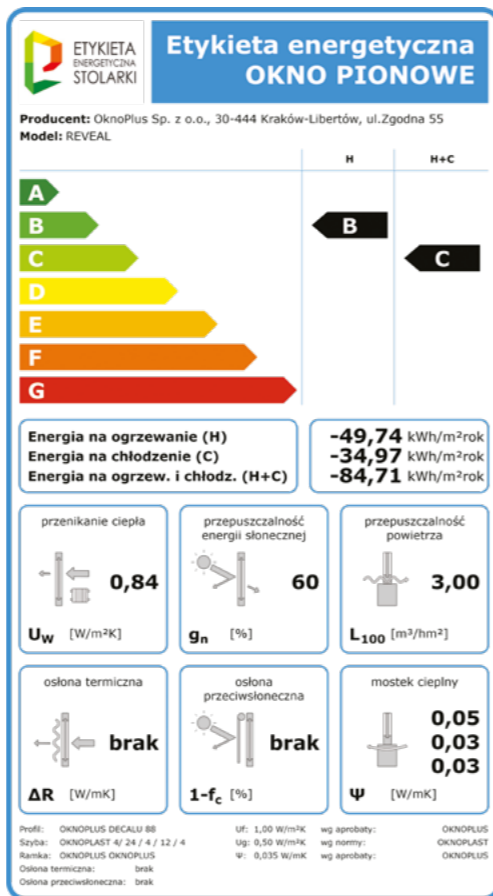 ETYKIETA
ENERGETYCZNA
STOLARKI
Etykieta energetyczna
OKNO PIONOWE
Producent: OknoPlus Sp. z o.o., 30-444 Kraków-Libertów, ul.Zgodna 55
Model: REVEAL
H H+C
A
B B
C C
D
E
F
G
Energia na ogrzewanie (H) -49,74 kWh/m²rok
Energia na chłodzenie (C) -34,97 kWh/m²rok
Energia na ogrzew. i chłodz. (H+C) -84,71 kWh/m²rok
przenikanie ciepła
0,84
Uw [W/m²K]
przepuszczalność
energii słonecznej
60
gn [%]
przepuszczalność
powietrza
3,00
L100 [m³/hm²]
osłona termiczna
brak
ΔR [W/mK]
osłona
przeciwsłoneczna
brak
1-fc [%]
mostek cieplny
0,05
0,03
0,03
Ψ [W/mK]
Profil: OKNOPLUS DECALU 88 Uf: 1,00 W/m²K wg aprobaty: OKNOPLUS
Szyba: OKNOPLAST 4/ 24 / 4 / 12 / 4 Ug: 0,50 W/m²K wg normy: OKNOPLAST
Ramka: OKNOPLUS OKNOPLUS Ψ: 0,035 W/mK wg aprobaty: OKNOPLUS
Osłona termiczna: brak
Osłona przeciwsłoneczna: brak